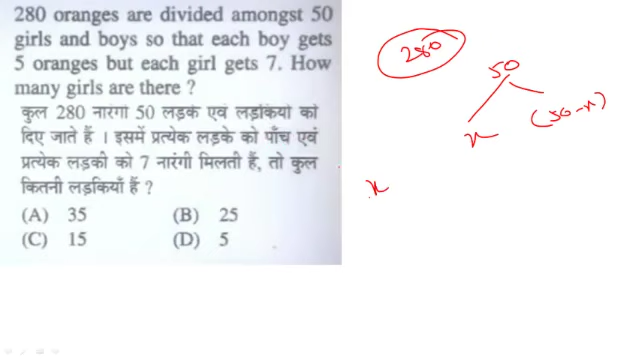 280 oranges are divided amongst 50
girls and boys so that each boy gets
5 oranges but each girl gets 7. How
many girls are there ?
कुल 280 नारंगी 50 लड़के एवं लड़कियों को
दिए जाते हैं । इसमें प्रत्येक लड़के को पाँच एवं
प्रत्येक लड़की को 7 नारंगी मिलती हैं, तो कुल
कितनी लड़कियाँ हैं ?
(A) 35 (B) 25
(C) 15 (D) 5
280
50
x (50-x)
x